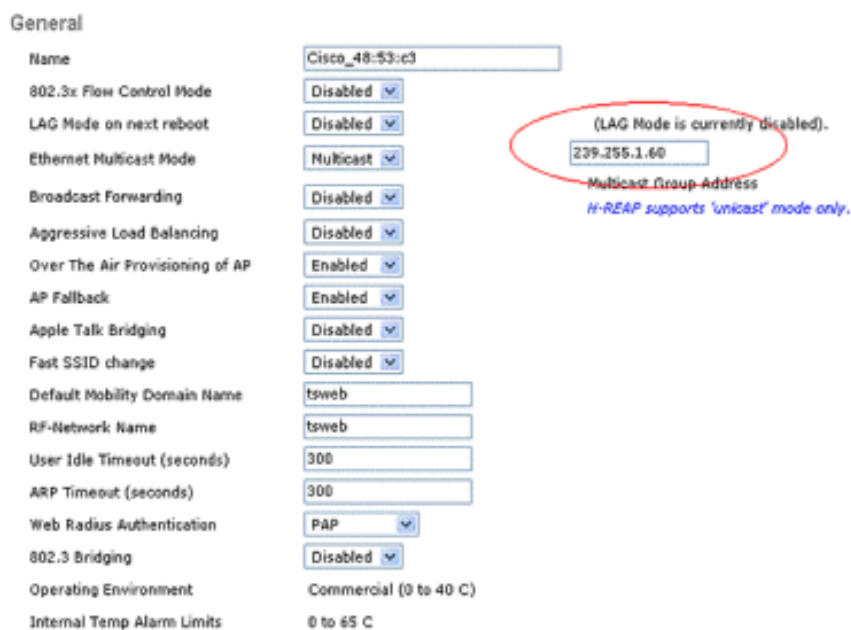 General
Name Cisco_48:53:c3
802.3x Flow Control Mode Disabled
LAG Mode on next reboot Disabled (LAG Mode is currently disabled).
Ethernet Multicast Mode Multicast 239.255.1.60
Multicast Group Address
Broadcast Forwarding Disabled
H-REAP supports 'unicast' mode only.
Aggressive Load Balancing Disabled
Over The Air Provisioning of AP Enabled
AP Fallback Enabled
Apple Talk Bridging Disabled
Fast SSID change Disabled
Default Mobility Domain Name tsweb
RF-Network Name tsweb
User Idle Timeout (seconds) 300
ARP Timeout (seconds) 300
Web Radius Authentication PAP
802.3 Bridging Disabled
Operating Environment Commercial (0 to 40 C)
Internal Temp Alarm Limits 0 to 65 C